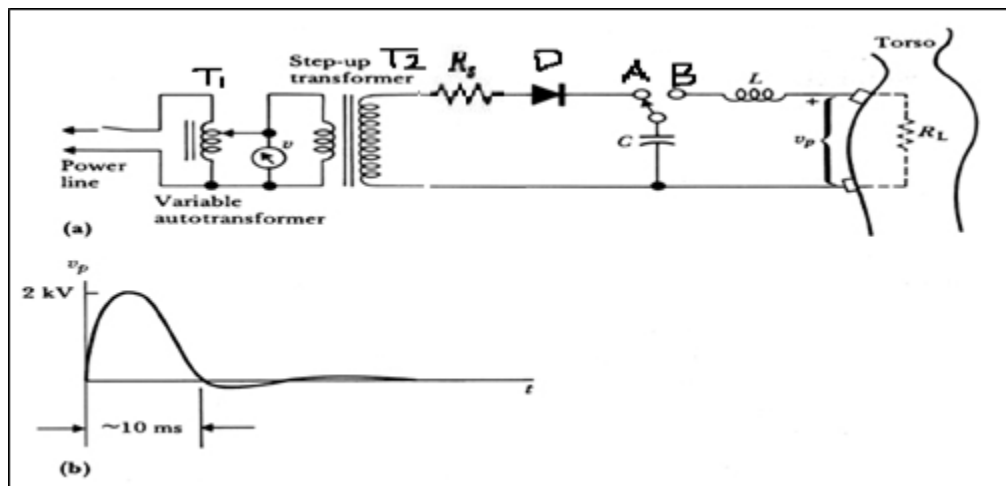 Torso
Step-up T2
transformer
Rs
D
A
B
L
T1
+
C
v
vp
RL
Power
line
Variable
autotransformer
(a)
vp
2 kV
t
~10 ms
(b)